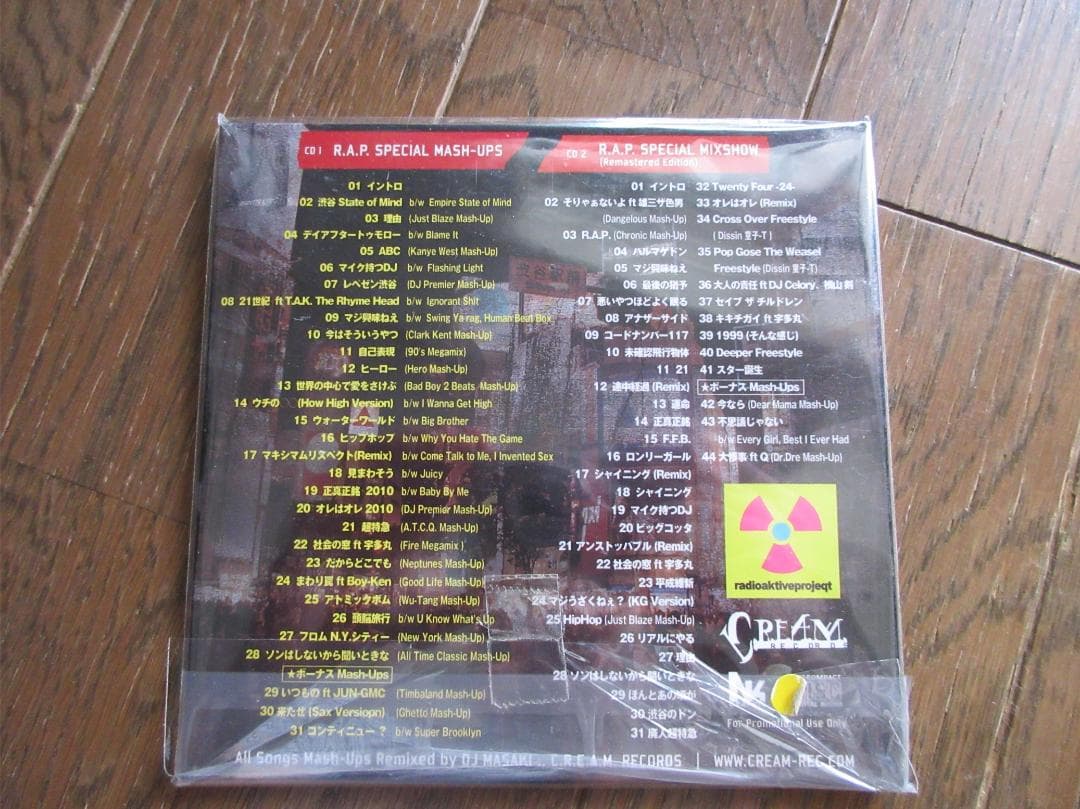 CD 1 R.A.P. SPECIAL MASH-UPS
01 イントロ
02 渋谷 State of Mind b/w Empire State of Mind
03 理由 (Just Blaze Mash-Up)
04 デイアフタートゥモロー b/w Blame It
05 ABC (Kanye West Mash-Up)
06 マイク持つDJ b/w Flashing Light
07 レペゼン渋谷 (DJ Premier Mash-Up)
08 21世紀 ft T.A.K. The Rhyme Head b/w Ignorant Shit
09 マジ興味ねえ b/w Swing Ya rag, Human Beat Box
10 今はそういうやつ (Clark Kent Mash-Up)
11 自己表現 (90's Megamix)
12 ヒーロー (Hero Mash-Up)
13 世界の中心で愛をさけぶ (Bad Boy 2 Beats Mash-Up)
14 ウチの (How High Version) b/w I Wanna Get High
15 ウォーターワールド b/w Big Brother
16 ヒップホップ b/w Why You Hate The Game
17 マキシマムリスペクト(Remix) b/w Come Talk to Me, I Invented Sex
18 見まわそう b/w Juicy
19 正真正銘 2010 b/w Baby By Me
20 オレはオレ 2010 (DJ Premier Mash-Up)
21 超特急 (A.T.C.Q. Mash-Up)
22 社会の窓 ft 宇多丸 (Fire Megamix )
23 だからどこでも (Neptunes Mash-Up)
24 まわり罠 ft Boy-Ken (Good Life Mash-Up)
25 アトミックボム (Wu-Tang Mash-Up)
26 頭脳旅行 b/w U Know What's Up
27 フロム N.Y.シティー (New York Mash-Up)
28 ソンはしないから聞いときな (All Time Classic Mash-Up)
★ボーナス Mash-Ups
29 いつもの ft JUN-GMC (Timbaland Mash-Up)
30 来たぜ (Sax Versiopn) (Ghetto Mash-Up)
31 コンティニュー ? b/w Super Brooklyn
CD 2 R.A.P. SPECIAL MIXSHOW
(Remastered Edition)
01 イントロ
02 そりゃぁないよ ft 雄三ザ色男
(Dangelous Mash-Up)
03 R.A.P. (Chronic Mash-Up)
04 ハルマゲドン
05 マジ興味ねえ
06 最後の猶予
07 悪いやつほどよく眠る
08 アナザーサイド
09 コードナンバー117
10 未確認飛行物体
11 21
12 途中経過 (Remix)
13 運命
14 正真正銘
15 F.F.B.
16 ロンリーガール
17 シャイニング (Remix)
18 シャイニング
19 マイク持つDJ
20 ビッグコッタ
21 アンストッパブル (Remix)
22 社会の窓 ft 宇多丸
23 平成維新
24 マジうざくねぇ? (KG Version)
25 HipHop (Just Blaze Mash-Up)
26 リアルにやる
27 理由
28 ソンはしないから聞いときな
29 ほんとあの頃が
30 渋谷のドン
31 廃人超特急
32 Twenty Four -24-
33 オレはオレ (Remix)
34 Cross Over Freestyle
( Dissin 童子-T )
35 Pop Gose The Weasel
Freestyle (Dissin 童子-T)
36 大人の責任 ft DJ Celory. 横山 剣
37 セイブ ザ チルドレン
38 キキチガイ ft 宇多丸
39 1999 (そんな感じ)
40 Deeper Freestyle
41 スター誕生
★ボーナス Mash-Ups
42 今なら (Dear Mama Mash-Up)
43 不思議じゃない
b/w Every Girl, Best I Ever Had
44 大惨事 ft Q (Dr.Dre Mash-Up)
radioaktiveprojeqt
CREAM
RECORDS
For Promotional Use Only
All Songs Mash-Ups Remixed by DJ MASAKI . C.R.E.A.M. RECORDS | WWW.CREAM-REC.COM